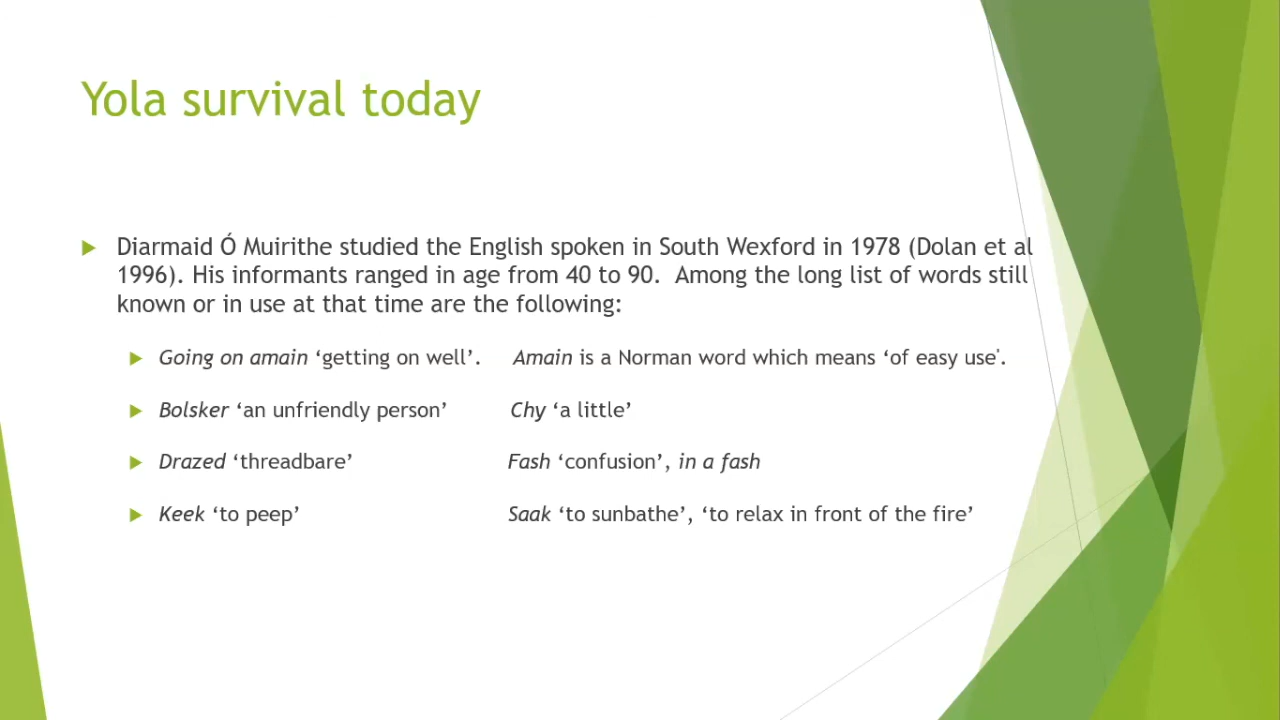 Yola survival today
Diarmaid Ó Muirithe studied the English spoken in South Wexford in 1978 (Dolan et al
1996). His informants ranged in age from 40 to 90.  Among the long list of words still
known or in use at that time are the following:
Going on amain ‘getting on well’. Amain is a Norman word which means ‘of easy use'.
Bolsker ‘an unfriendly person’ Chy ‘a little’
Drazed ‘threadbare’ Fash ‘confusion’, in a fash
Keek ‘to peep’ Saak ‘to sunbathe’, ‘to relax in front of the fire’